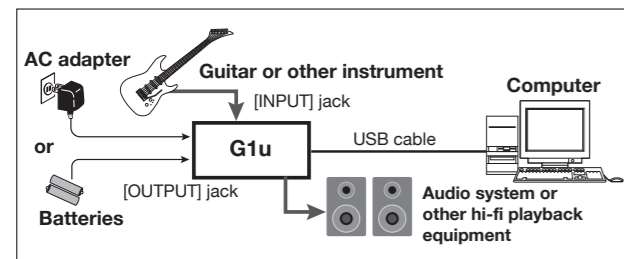 AC adapter
Guitar or other instrument
[INPUT] jack
Computer
or
G1u
USB cable
[OUTPUT] jack
Batteries
Audio system or
other hi-fi playback
equipment